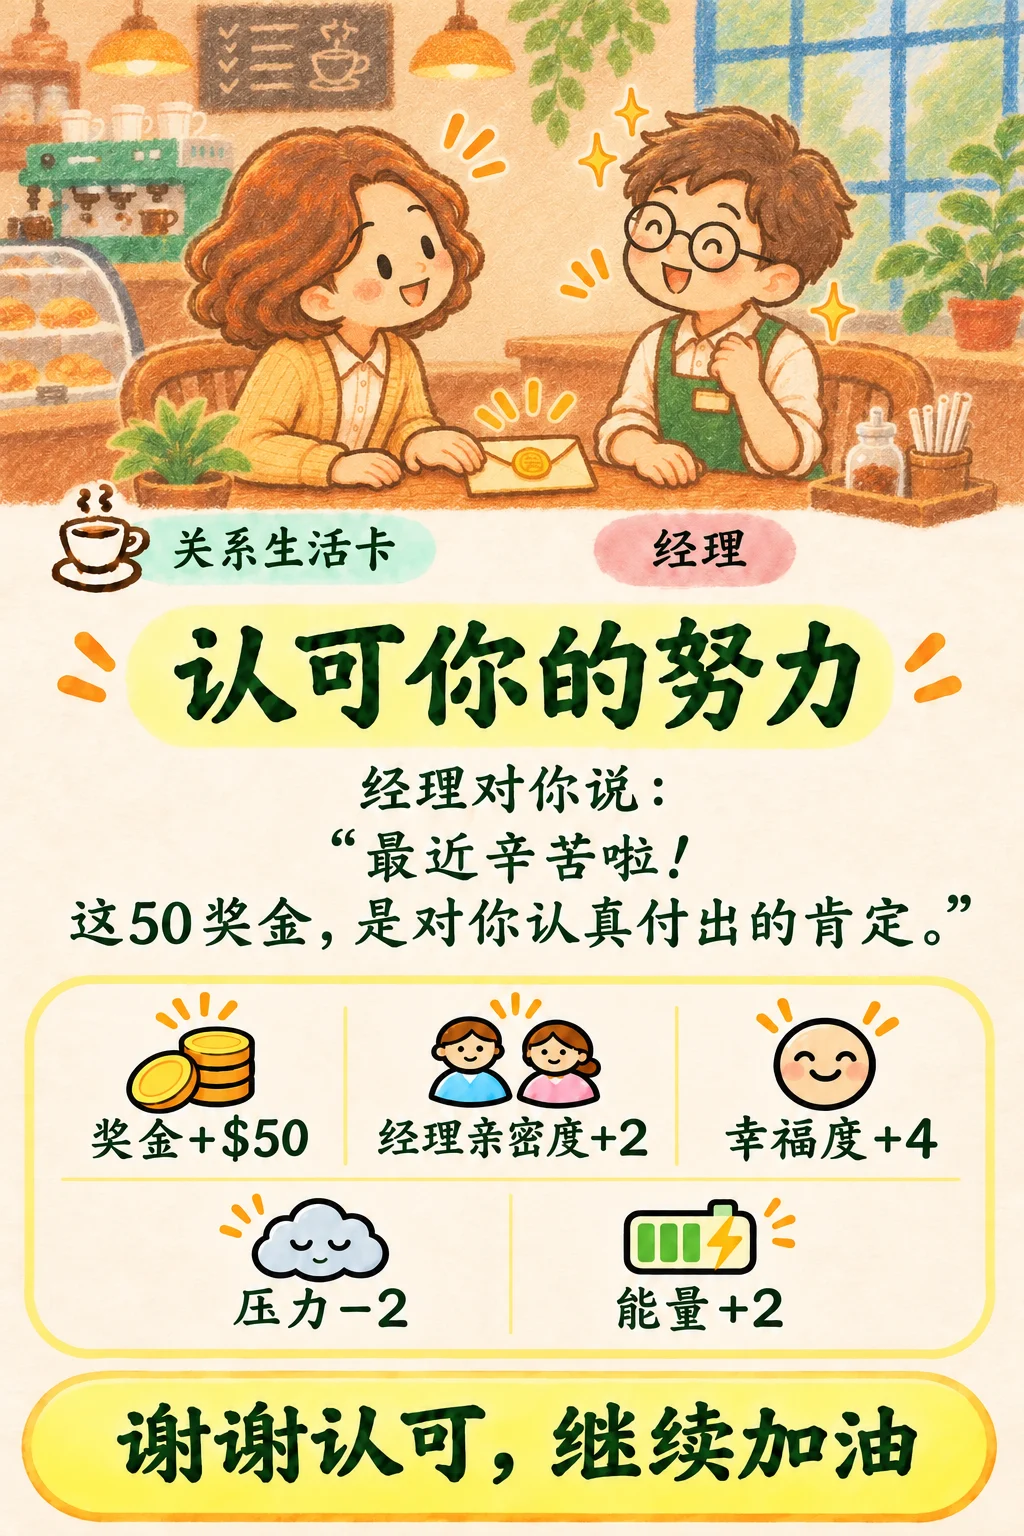 关系生活卡
经理
认可你的努力
经理对你说：
“最近辛苦啦！
这50奖金，是对你认真付出的肯定。”
奖金+$50
经理亲密度+2
幸福度+4
压力-2
能量+2
谢谢认可，继续加油